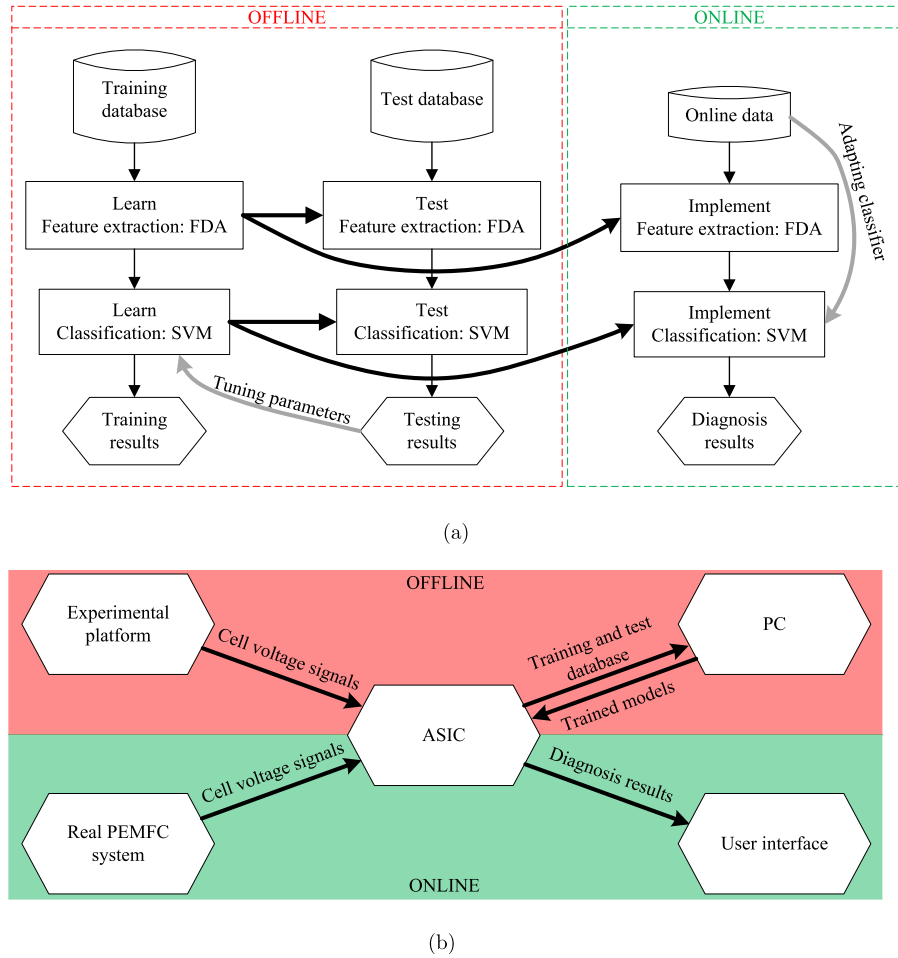 OFFLINE
ONLINE
Training
database
Test database
Online data
Adapting classifier
Learn
Feature extraction: FDA
Test
Feature extraction: FDA
Implement
Feature extraction: FDA
Learn
Classification: SVM
Test
Classification: SVM
Implement
Classification: SVM
Tuning parameters
Training
results
Testing
results
Diagnosis
results
(a)
OFFLINE
Experimental
platform
PC
Cell voltage signals
Training and test
database
Trained models
ASIC
Cell voltage signals
Diagnosis results
Real PEMFC
system
User interface
ONLINE
(b)